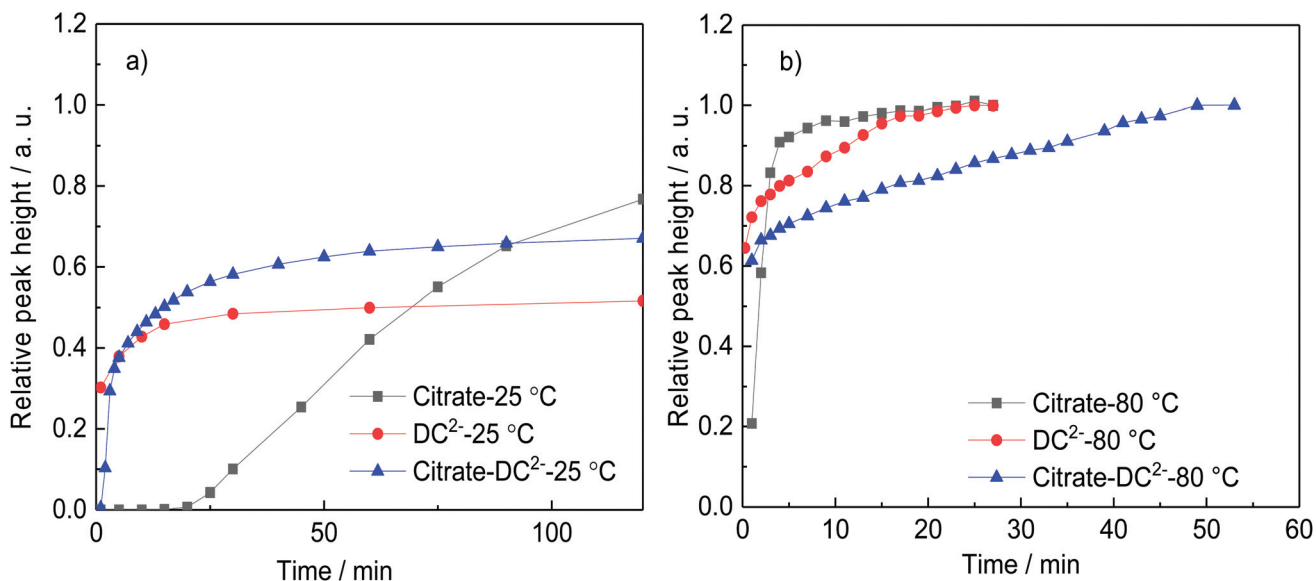 a)
Relative peak height / a. u.
1.2
1.0
0.8
0.6
0.4
0.2
0.0
0 50 100
Time / min
Citrate-25 °C
DC²⁻-25 °C
Citrate-DC²⁻-25 °C
b)
Relative peak height / a. u.
1.2
1.0
0.8
0.6
0.4
0.2
0.0
0 10 20 30 40 50 60
Time / min
Citrate-80 °C
DC²⁻-80 °C
Citrate-DC²⁻-80 °C